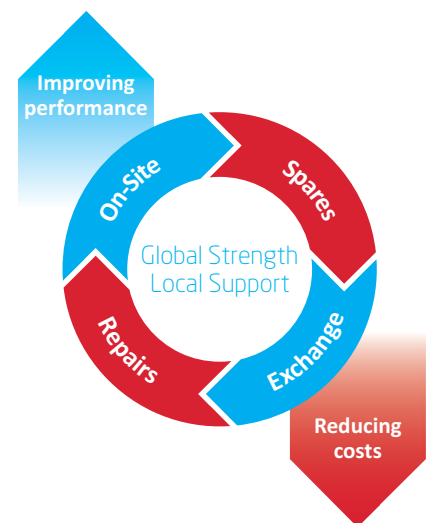 Improving
performance
On-Site
Spares
Global Strength
Local Support
Repairs
Exchange
Reducing
costs